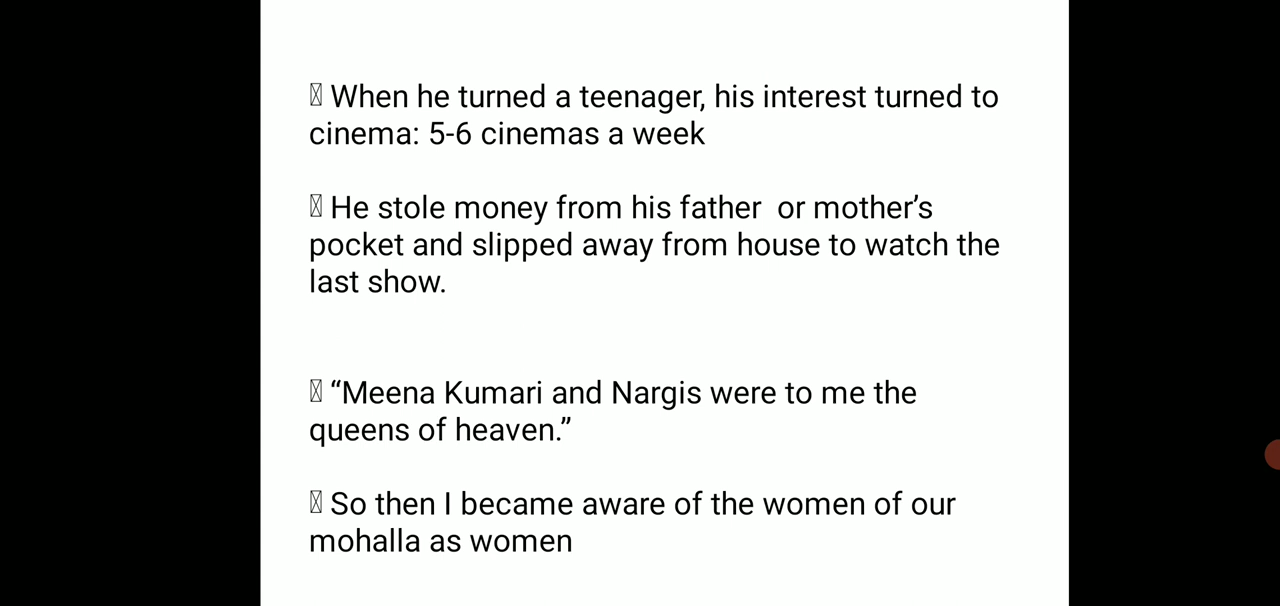 When he turned a teenager, his interest turned to
cinema: 5-6 cinemas a week
He stole money from his father  or mother’s
pocket and slipped away from house to watch the
last show.
“Meena Kumari and Nargis were to me the
queens of heaven.”
So then I became aware of the women of our
mohalla as women